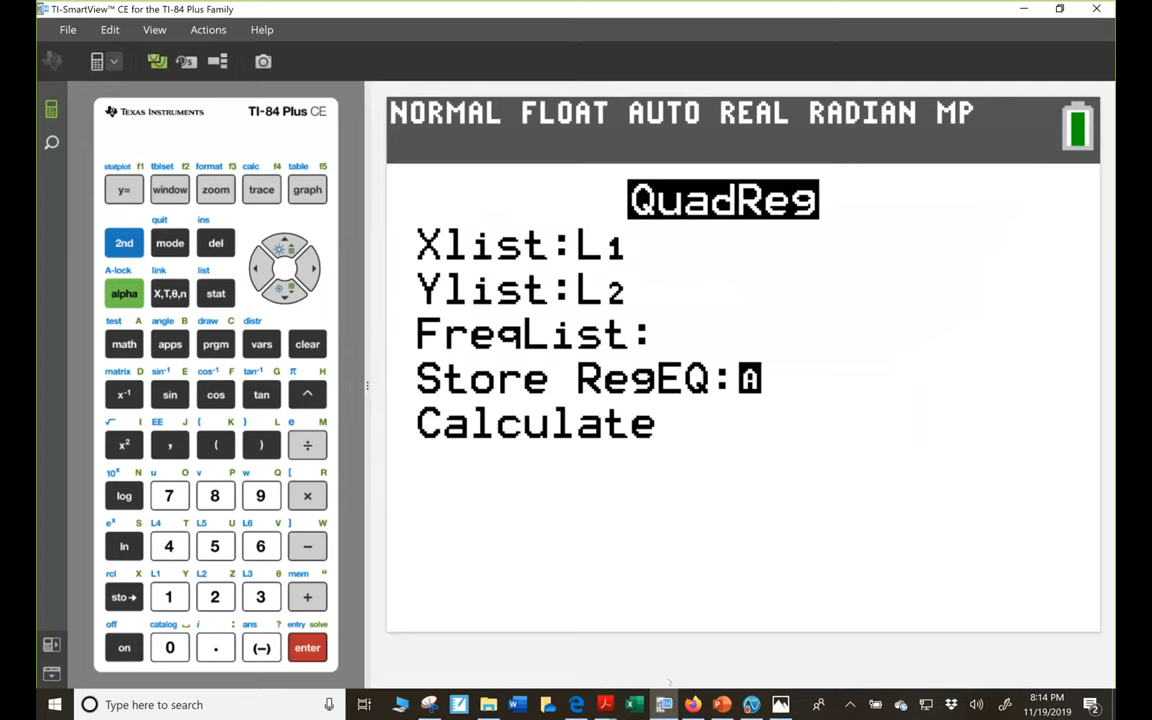 TI-SmartView™ CE for the TI-84 Plus Family
File Edit View Actions Help
TEXAS INSTRUMENTS TI-84 Plus CE
statplot f1 tblset f2 format f3 calc f4 table f5
y= window zoom trace graph
quit ins
2nd mode del
A-lock link list
alpha X,T,θ,n stat
test A angle B draw C distr
math apps prgm vars clear
matrix D sin⁻¹ E cos⁻¹ F tan⁻¹ G π H
x⁻¹ sin cos tan ^
√ I EE J { K } L e M
x² , ( ) ÷
10ˣ N u O v P w Q [ R
log 7 8 9 ×
eˣ S L4 T L5 U L6 V ] W
ln 4 5 6 −
rcl X L1 Y L2 Z L3 θ mem "
sto→ 1 2 3 +
off catalog ⎵ i : ans ? entry solve
on 0 . (−) enter
NORMAL FLOAT AUTO REAL RADIAN MP
QuadReg
Xlist:L1
Ylist:L2
FreqList:
Store RegEQ:A
Calculate
Type here to search
8:14 PM
11/19/2019
2